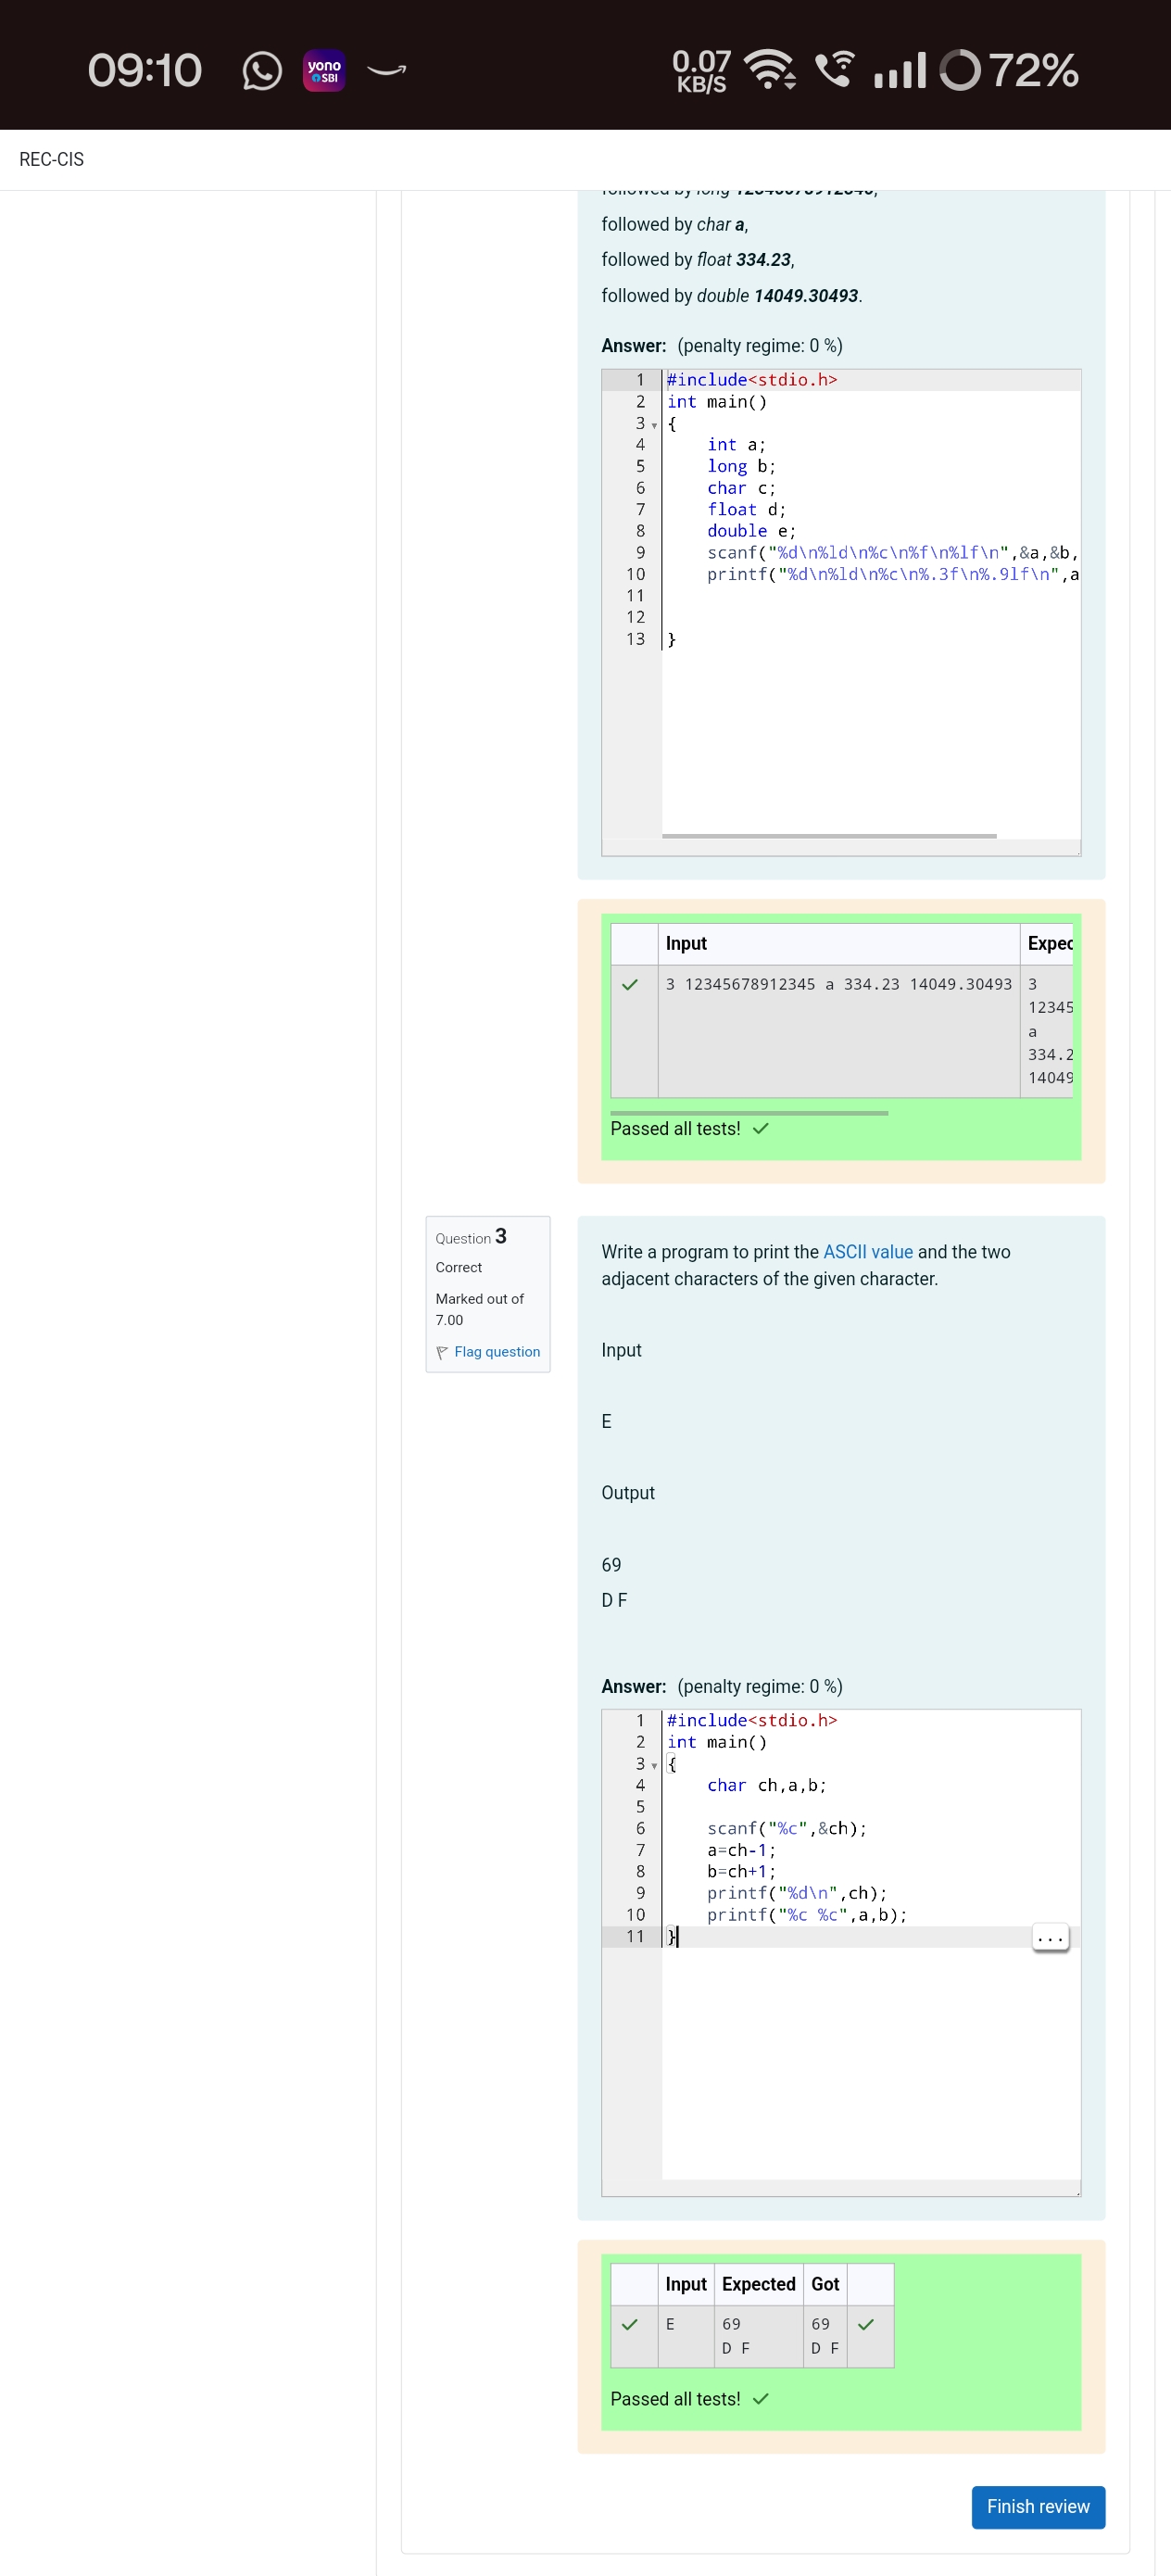 09:10
yono
SBI
0.07
KB/S
72%
REC-CIS
followed by long 12345678912345,
followed by char a,
followed by float 334.23,
followed by double 14049.30493.
Answer: (penalty regime: 0 %)
1 #include<stdio.h>
2 int main()
3 {
4 int a;
5 long b;
6 char c;
7 float d;
8 double e;
9 scanf("%d\n%ld\n%c\n%f\n%lf\n",&a,&b,
10 printf("%d\n%ld\n%c\n%.3f\n%.9lf\n",a
11
12
13 }
Input Expec
3 12345678912345 a 334.23 14049.30493 3
12345
a
334.2
14049
Passed all tests!
Question 3
Correct
Marked out of
7.00
Flag question
Write a program to print the ASCII value and the two
adjacent characters of the given character.
Input
E
Output
69
D F
Answer: (penalty regime: 0 %)
1 #include<stdio.h>
2 int main()
3 {
4 char ch,a,b;
5
6 scanf("%c",&ch);
7 a=ch-1;
8 b=ch+1;
9 printf("%d\n",ch);
10 printf("%c %c",a,b);
11 }
...
Input Expected Got
E 69 69
D F D F
Passed all tests!
Finish review